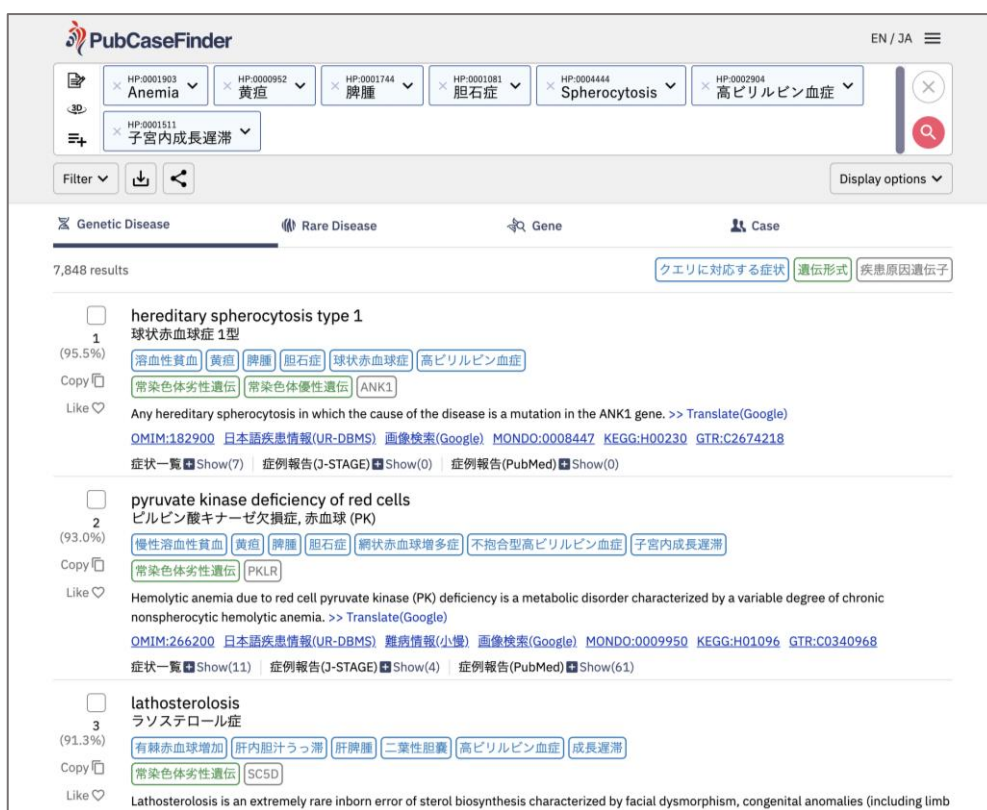 PubCaseFinder
EN / JA
HP:0001903 HP:0000952 HP:0001744 HP:0001081 HP:0004444 HP:0002904
Anemia 黄疸 脾腫 胆石症 Spherocytosis 高ビリルビン血症
3D
HP:0001511
子宮内成長遅滞
Filter Display options
Genetic Disease Rare Disease Gene Case
7,848 results クエリに対応する症状 遺伝形式 疾患原因遺伝子
hereditary spherocytosis type 1
1 球状赤血球症 1型
(95.5%) 溶血性貧血 黄疸 脾腫 胆石症 球状赤血球症 高ビリルビン血症
Copy 常染色体劣性遺伝 常染色体優性遺伝 ANK1
Like Any hereditary spherocytosis in which the cause of the disease is a mutation in the ANK1 gene. >> Translate(Google)
OMIM:182900 日本語疾患情報(UR-DBMS) 画像検索(Google) MONDO:0008447 KEGG:H00230 GTR:C2674218
症状一覧 Show(7) 症例報告(J-STAGE) Show(0) 症例報告(PubMed) Show(0)
pyruvate kinase deficiency of red cells
2 ピルビン酸キナーゼ欠損症, 赤血球 (PK)
(93.0%) 慢性溶血性貧血 黄疸 脾腫 胆石症 網状赤血球増多症 不抱合型高ビリルビン血症 子宮内成長遅滞
Copy 常染色体劣性遺伝 PKLR
Like Hemolytic anemia due to red cell pyruvate kinase (PK) deficiency is a metabolic disorder characterized by a variable degree of chronic
nonspherocytic hemolytic anemia. >> Translate(Google)
OMIM:266200 日本語疾患情報(UR-DBMS) 難病情報(小慢) 画像検索(Google) MONDO:0009950 KEGG:H01096 GTR:C0340968
症状一覧 Show(11) 症例報告(J-STAGE) Show(4) 症例報告(PubMed) Show(61)
lathosterolosis
3 ラソステロール症
(91.3%) 有棘赤血球増加 肝内胆汁うっ滞 肝脾腫 二葉性胆嚢 高ビリルビン血症 成長遅滞
Copy 常染色体劣性遺伝 SC5D
Like Lathosterolosis is an extremely rare inborn error of sterol biosynthesis characterized by facial dysmorphism, congenital anomalies (including limb